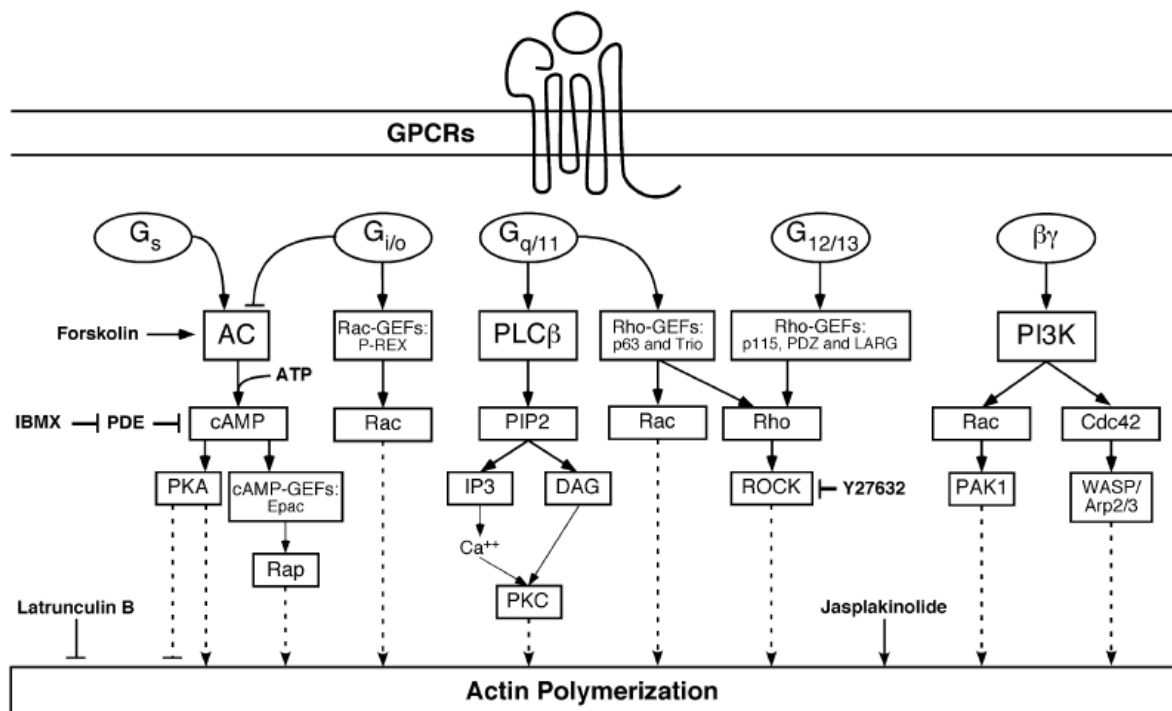 GPCRs
Gs
Gi/o
Gq/11
G12/13
βγ
Forskolin
AC
Rac-GEFs:
P-REX
PLCβ
Rho-GEFs:
p63 and Trio
Rho-GEFs:
p115, PDZ and LARG
PI3K
ATP
IBMX
PDE
cAMP
Rac
PIP2
Rac
Rho
Rac
Cdc42
PKA
cAMP-GEFs:
Epac
IP3
DAG
ROCK
Y27632
PAK1
WASP/
Arp2/3
Ca++
Rap
PKC
Latrunculin B
Jasplakinolide
Actin Polymerization